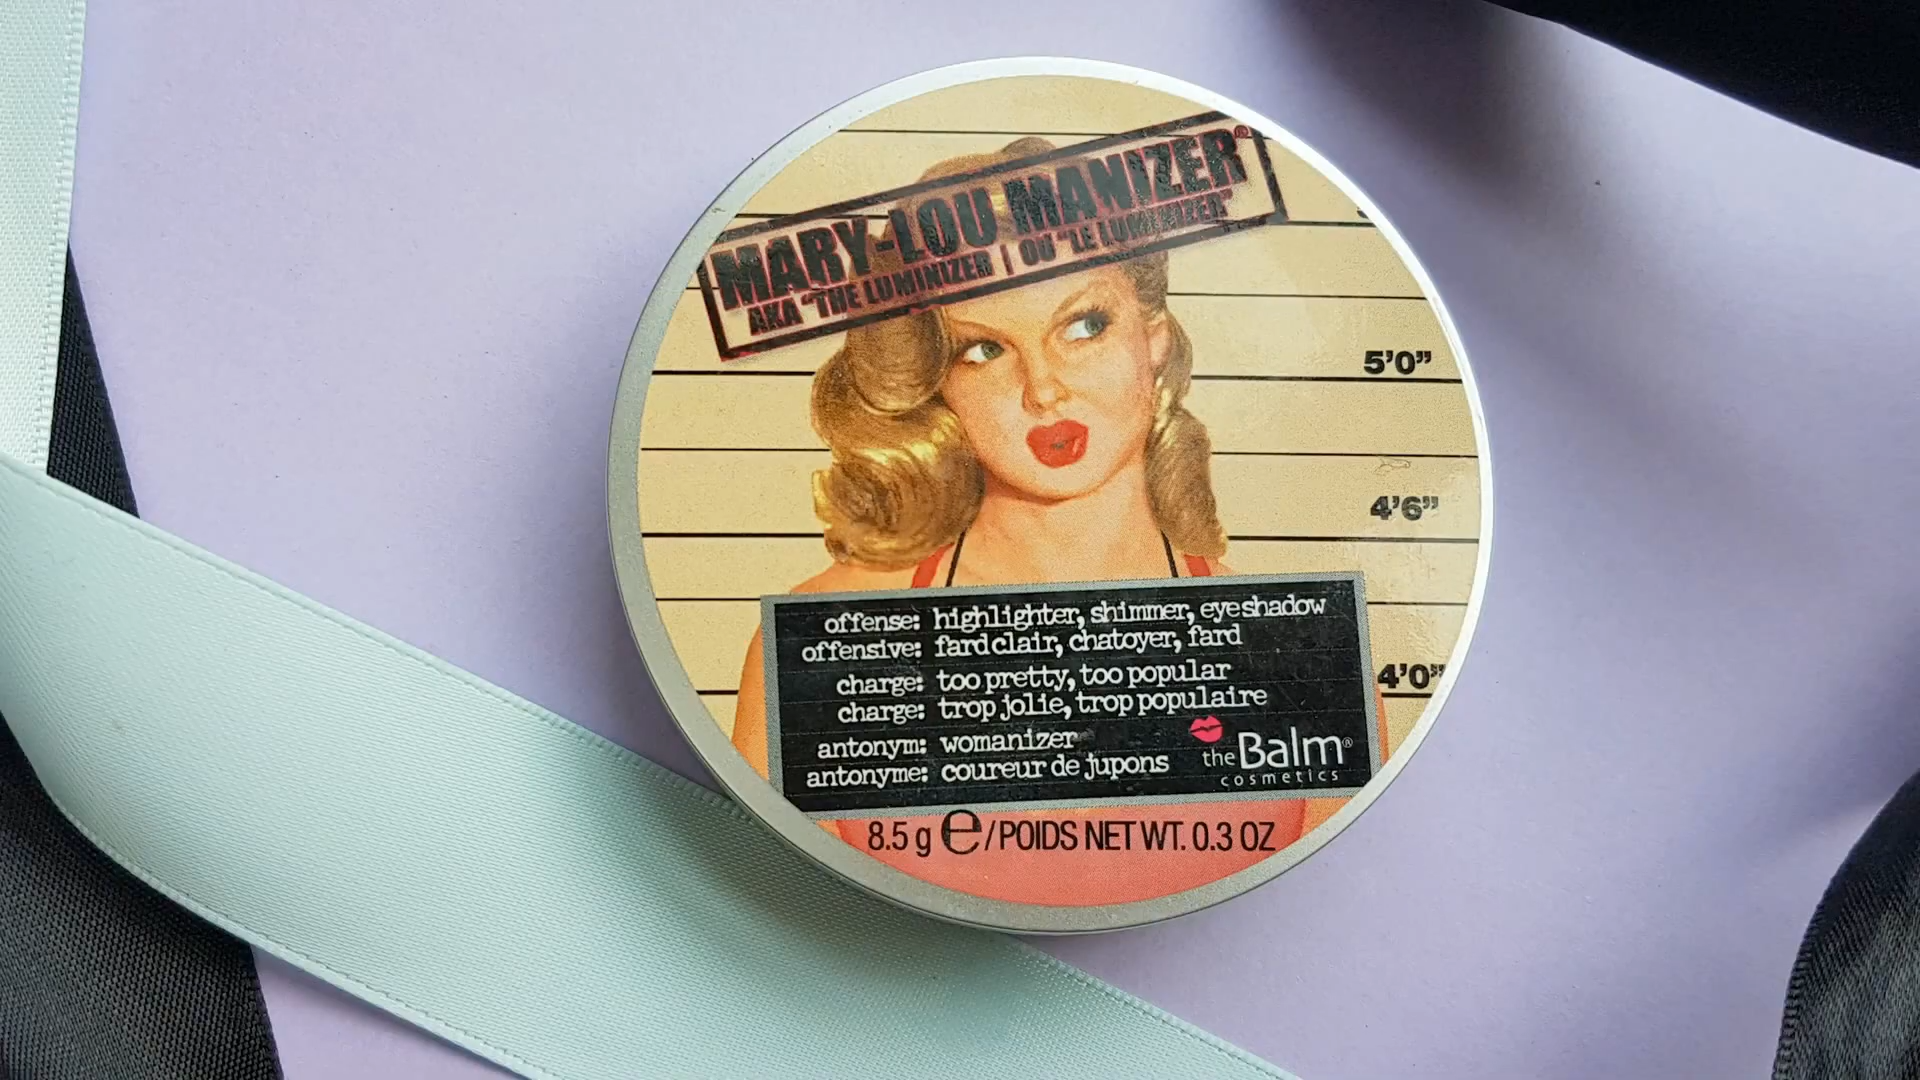 MARY-LOU MANIZER®
AKA "THE LUMINIZER | OU "LE LUMINIZER"
5'0"
4'6"
4'0"
offense: highlighter, shimmer, eyeshadow
offensive: fard clair, chatoyer, fard
charge: too pretty, too popular
charge: trop jolie, trop populaire
antonym: womanizer
antonyme: coureur de jupons
theBalm®
cosmetics
8.5 g ℮/POIDS NET WT. 0.3 OZ